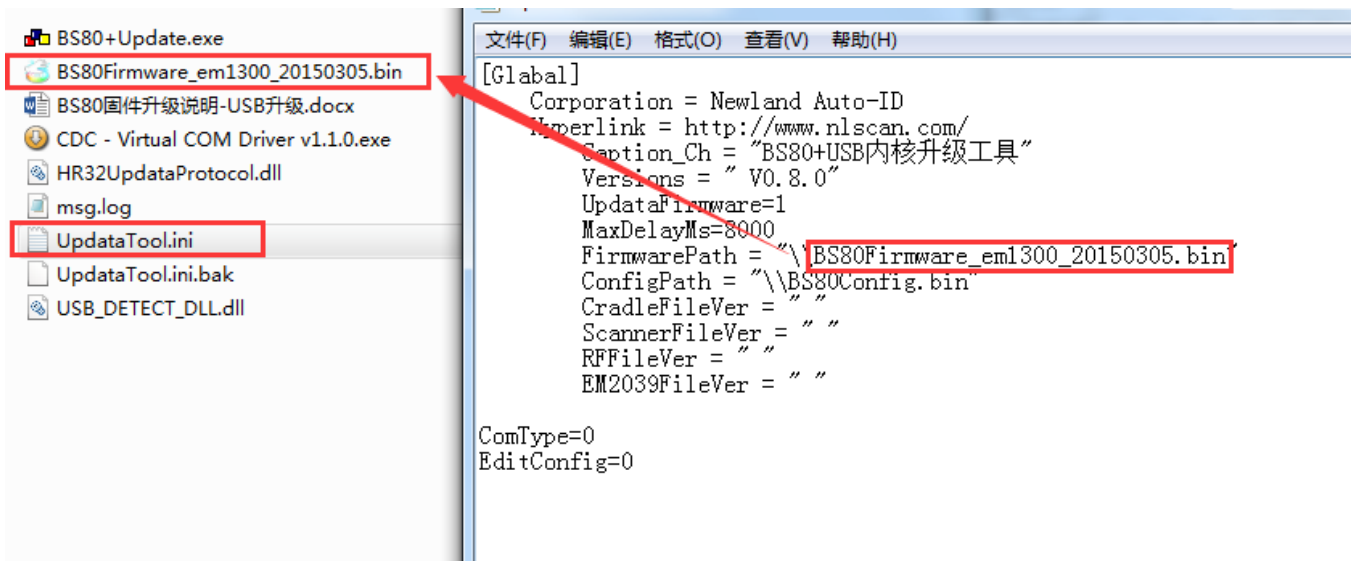 BS80+Update.exe
BS80Firmware_em1300_20150305.bin
BS80固件升级说明-USB升级.docx
CDC - Virtual COM Driver v1.1.0.exe
HR32UpdataProtocol.dll
msg.log
UpdataTool.ini
UpdataTool.ini.bak
USB_DETECT_DLL.dll
文件(F) 编辑(E) 格式(O) 查看(V) 帮助(H)
[Glabal]
Corporation = Newland Auto-ID
Hyperlink = http://www.nlscan.com/
Caption_Ch = "BS80+USB内核升级工具"
Versions = " V0.8.0"
UpdataFirmware=1
MaxDelayMs=8000
FirmwarePath = "\\BS80Firmware_em1300_20150305.bin"
ConfigPath = "\\BS80Config.bin"
CradleFileVer = " "
ScannerFileVer = " "
RFFileVer = " "
EM2039FileVer = " "
ComType=0
EditConfig=0